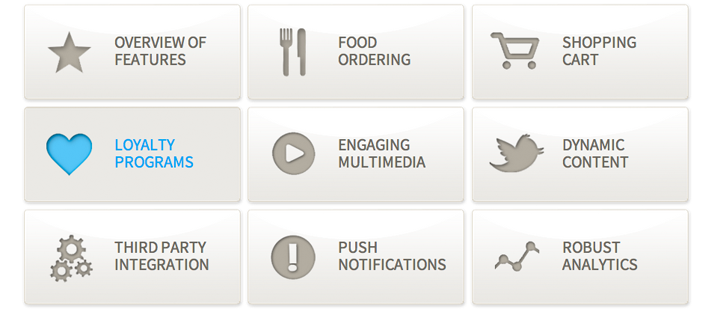 OVERVIEW OF
FEATURES
FOOD
ORDERING
SHOPPING
CART
LOYALTY
PROGRAMS
ENGAGING
MULTIMEDIA
DYNAMIC
CONTENT
THIRD PARTY
INTEGRATION
PUSH
NOTIFICATIONS
ROBUST
ANALYTICS